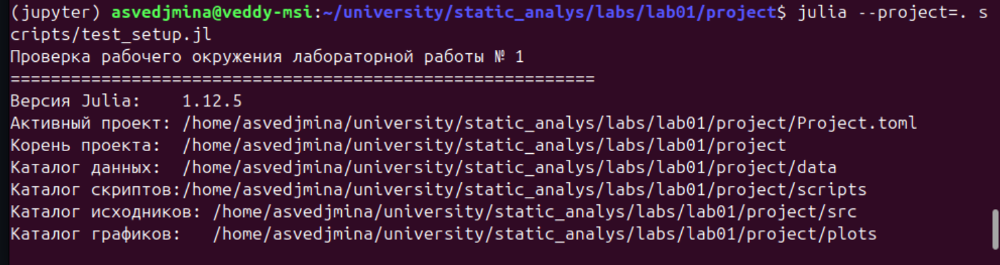 (jupyter) asvedjmina@veddy-msi:~/university/static_analys/labs/lab01/project$ julia --project=. s
cripts/test_setup.jl
Проверка рабочего окружения лабораторной работы № 1
==========================================================
Версия Julia:    1.12.5
Активный проект: /home/asvedjmina/university/static_analys/labs/lab01/project/Project.toml
Корень проекта:  /home/asvedjmina/university/static_analys/labs/lab01/project
Каталог данных:  /home/asvedjmina/university/static_analys/labs/lab01/project/data
Каталог скриптов:/home/asvedjmina/university/static_analys/labs/lab01/project/scripts
Каталог исходников: /home/asvedjmina/university/static_analys/labs/lab01/project/src
Каталог графиков:   /home/asvedjmina/university/static_analys/labs/lab01/project/plots